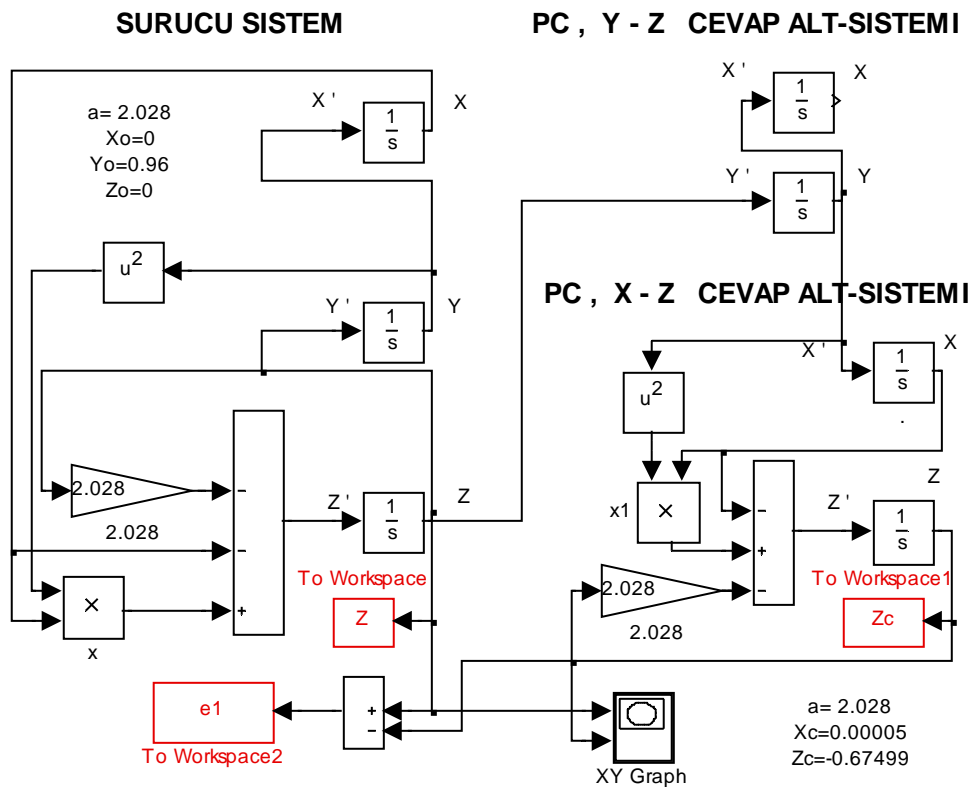 SURUCU SISTEM
PC , Y - Z CEVAP ALT-SISTEMI
a= 2.028
Xo=0
Yo=0.96
Zo=0
X '
1
s
X
X '
1
s
X
Y '
1
s
Y
u2
Y '
1
s
Y
PC , X - Z CEVAP ALT-SISTEMI
X '
1
s
X
.
u2
2.028
2.028
Z '
1
s
Z
x1
×
Z '
1
s
Z
-
-
+
-
+
-
×
x
To Workspace
Z
2.028
2.028
To Workspace1
Zc
e1
To Workspace2
+
-
XY Graph
a= 2.028
Xc=0.00005
Zc=-0.67499